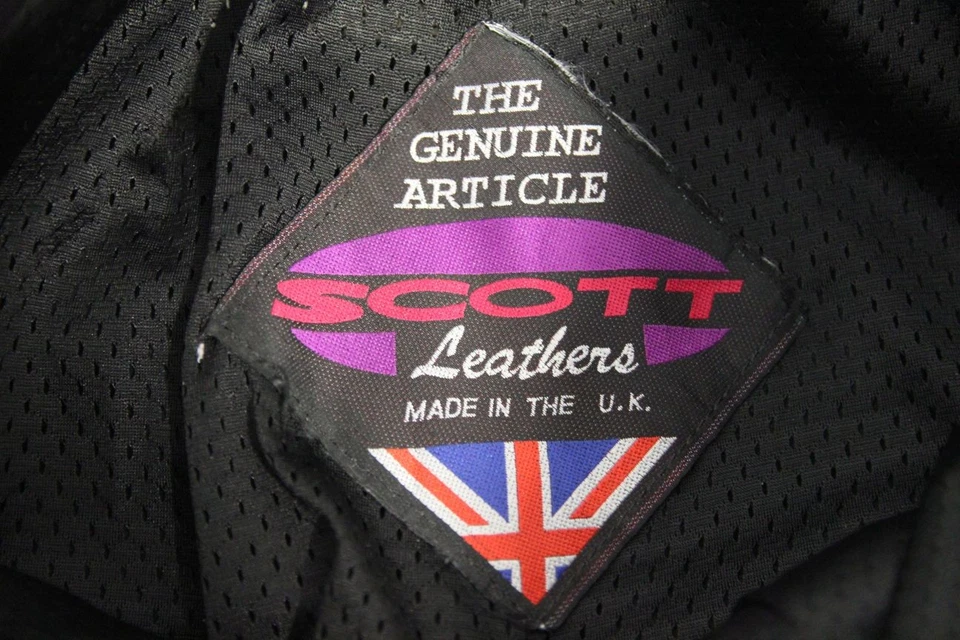 THE
GENUINE
ARTICLE
SCOTT
Leathers
MADE IN THE U.K.